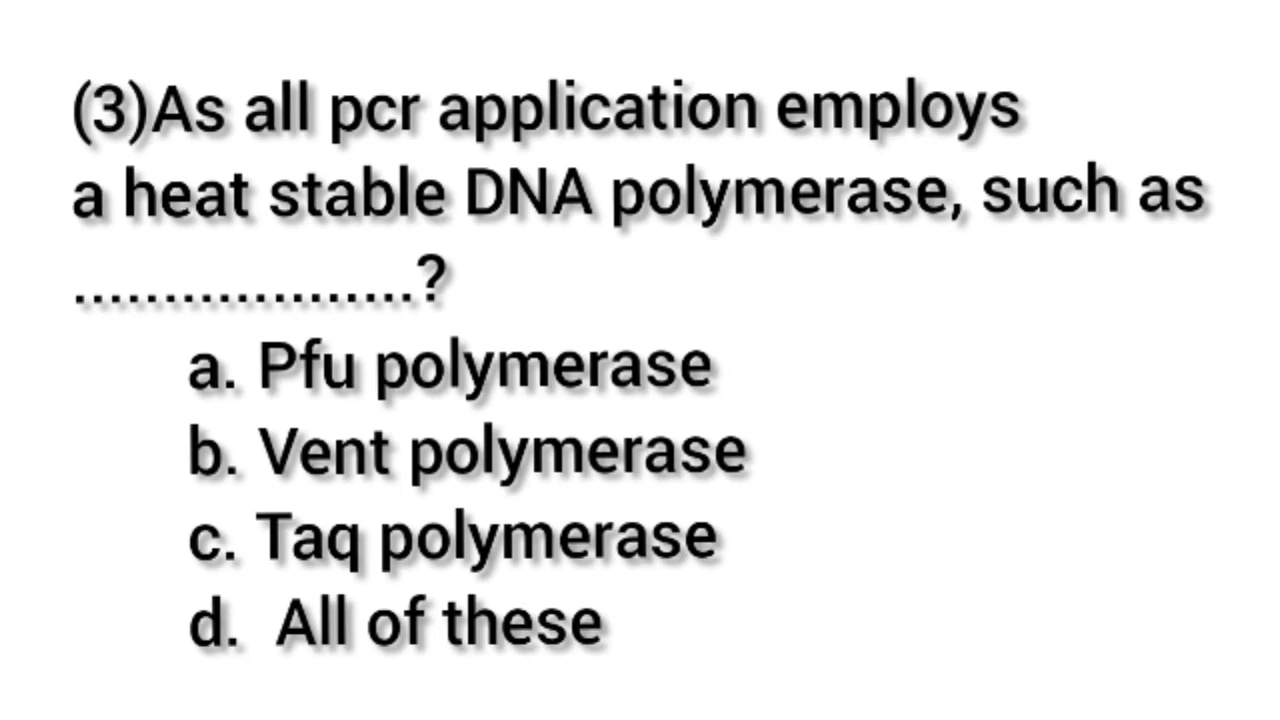 (3)As all pcr application employs
a heat stable DNA polymerase, such as
...................?
a. Pfu polymerase
b. Vent polymerase
c. Taq polymerase
d. All of these